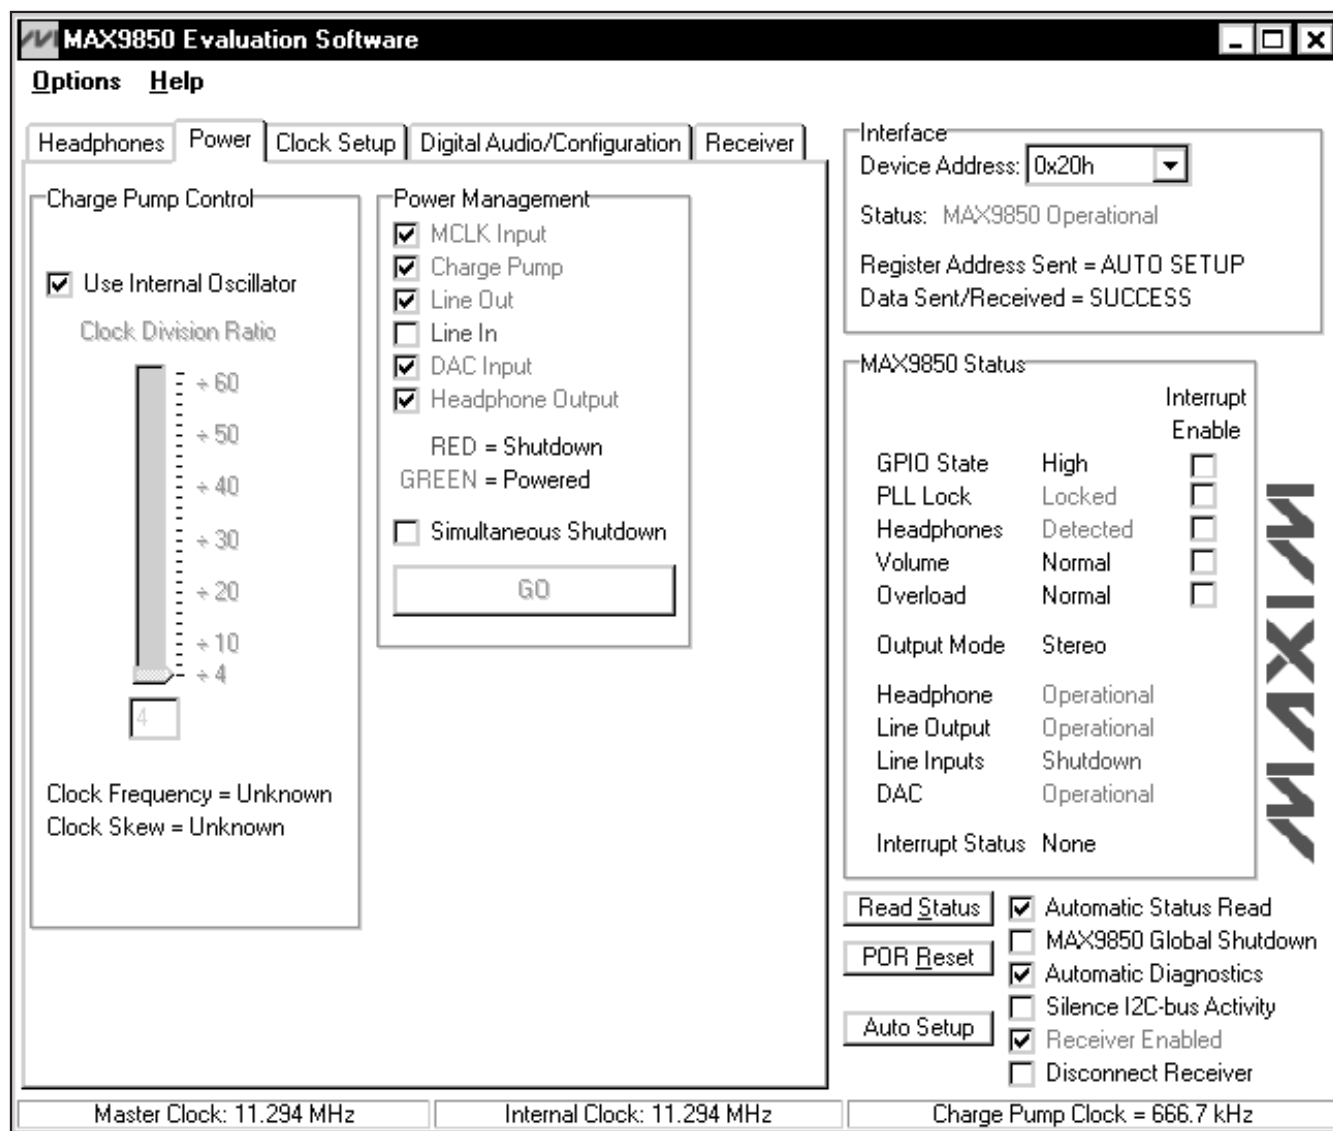 MAX9850 Evaluation Software
Options Help
Headphones Power Clock Setup Digital Audio/Configuration Receiver
Charge Pump Control
Use Internal Oscillator
Clock Division Ratio
÷ 60
÷ 50
÷ 40
÷ 30
÷ 20
÷ 10
÷ 4
4
Clock Frequency = Unknown
Clock Skew = Unknown
Power Management
MCLK Input
Charge Pump
Line Out
Line In
DAC Input
Headphone Output
RED = Shutdown
GREEN = Powered
Simultaneous Shutdown
GO
Interface
Device Address: 0x20h
Status: MAX9850 Operational
Register Address Sent = AUTO SETUP
Data Sent/Received = SUCCESS
MAX9850 Status
Interrupt
Enable
GPIO State High
PLL Lock Locked
Headphones Detected
Volume Normal
Overload Normal
Output Mode Stereo
Headphone Operational
Line Output Operational
Line Inputs Shutdown
DAC Operational
Interrupt Status None
MAXIM
Read Status Automatic Status Read
MAX9850 Global Shutdown
POR Reset
Automatic Diagnostics
Silence I2C-bus Activity
Auto Setup
Receiver Enabled
Disconnect Receiver
Master Clock: 11.294 MHz Internal Clock: 11.294 MHz Charge Pump Clock = 666.7 kHz